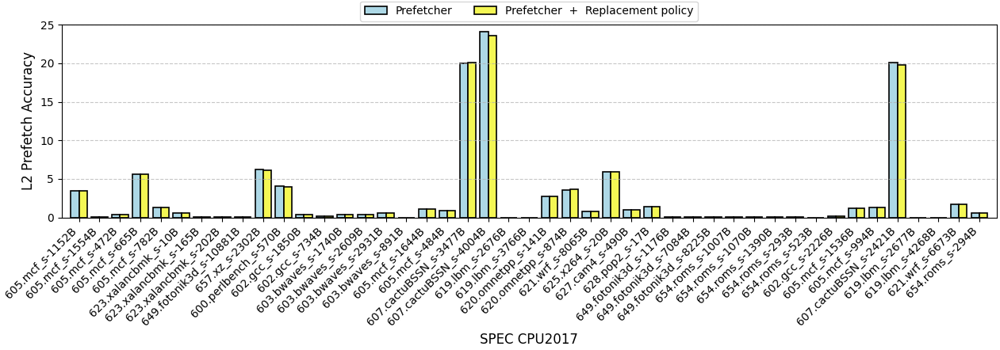 Prefetcher
Prefetcher + Replacement policy
L2 Prefetch Accuracy
25
20
15
10
5
0
605.mcf_s-1152B
605.mcf_s-1554B
605.mcf_s-472B
605.mcf_s-665B
605.mcf_s-782B
623.xalancbmk_s-10B
623.xalancbmk_s-165B
623.xalancbmk_s-202B
649.fotonik3d_s-10881B
657.xz_s-2302B
600.perlbench_s-570B
602.gcc_s-1850B
602.gcc_s-734B
603.bwaves_s-1740B
603.bwaves_s-2609B
603.bwaves_s-2931B
603.bwaves_s-891B
605.mcf_s-1644B
605.mcf_s-484B
607.cactuBSSN_s-3477B
607.cactuBSSN_s-4004B
619.lbm_s-2676B
619.lbm_s-3766B
620.omnetpp_s-141B
620.omnetpp_s-874B
621.wrf_s-8065B
625.x264_s-20B
627.cam4_s-490B
628.pop2_s-17B
649.fotonik3d_s-1176B
649.fotonik3d_s-7084B
649.fotonik3d_s-8225B
654.roms_s-1007B
654.roms_s-1070B
654.roms_s-1390B
654.roms_s-293B
654.roms_s-523B
602.gcc_s-2226B
605.mcf_s-1536B
605.mcf_s-994B
607.cactuBSSN_s-2421B
619.lbm_s-2677B
619.lbm_s-4268B
621.wrf_s-6673B
654.roms_s-294B
SPEC CPU2017